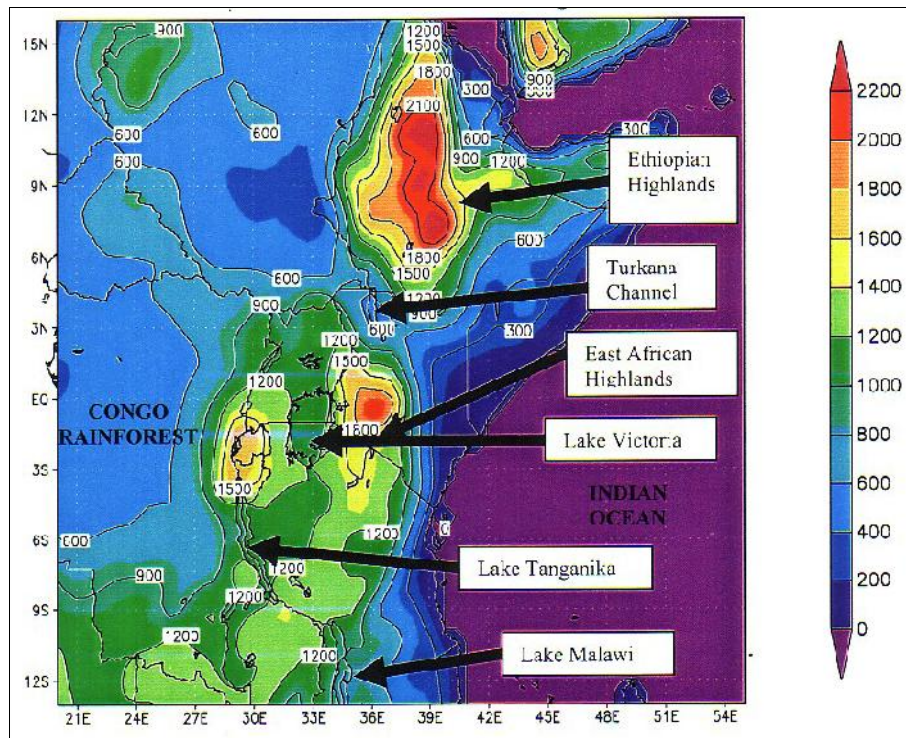 15N
12N
9N
6N
3N
EQ
3S
6S
9S
12S
21E
24E
27E
30E
33E
36E
39E
42E
45E
48E
51E
54E
900
1200
1500
1800
2100
300
900
600
600
600
600
300
900
1200
600
1800
1500
600
900
1200
900
600
300
1200
1500
1200
1800
1500
0
1200
900
1200
1200
1200
1200
Ethiopian
Highlands
Turkana
Channel
East African
Highlands
CONGO
RAINFOREST
Lake Victoria
INDIAN
OCEAN
Lake Tanganika
Lake Malawi
2200
2000
1800
1600
1400
1200
1000
800
600
400
200
0